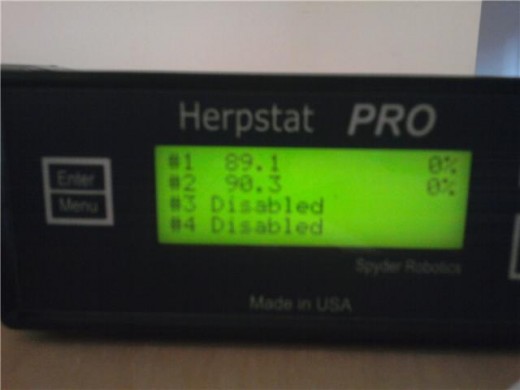 Herpstat PRO
#1 89.1 0%
#2 90.3 0%
#3 Disabled
#4 Disabled
Enter
Menu
Spyder Robotics
Made in USA